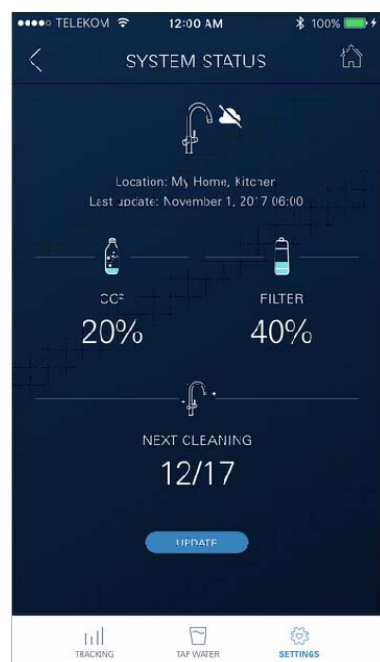 TELEKOM 12:00 AM 100%
SYSTEM STATUS
Location: My Home, Kitchen
Last update: November 1, 2017 06:00
CO² FILTER
20% 40%
NEXT CLEANING
12/17
UPDATE
TRACKING TAP WATER SETTINGS